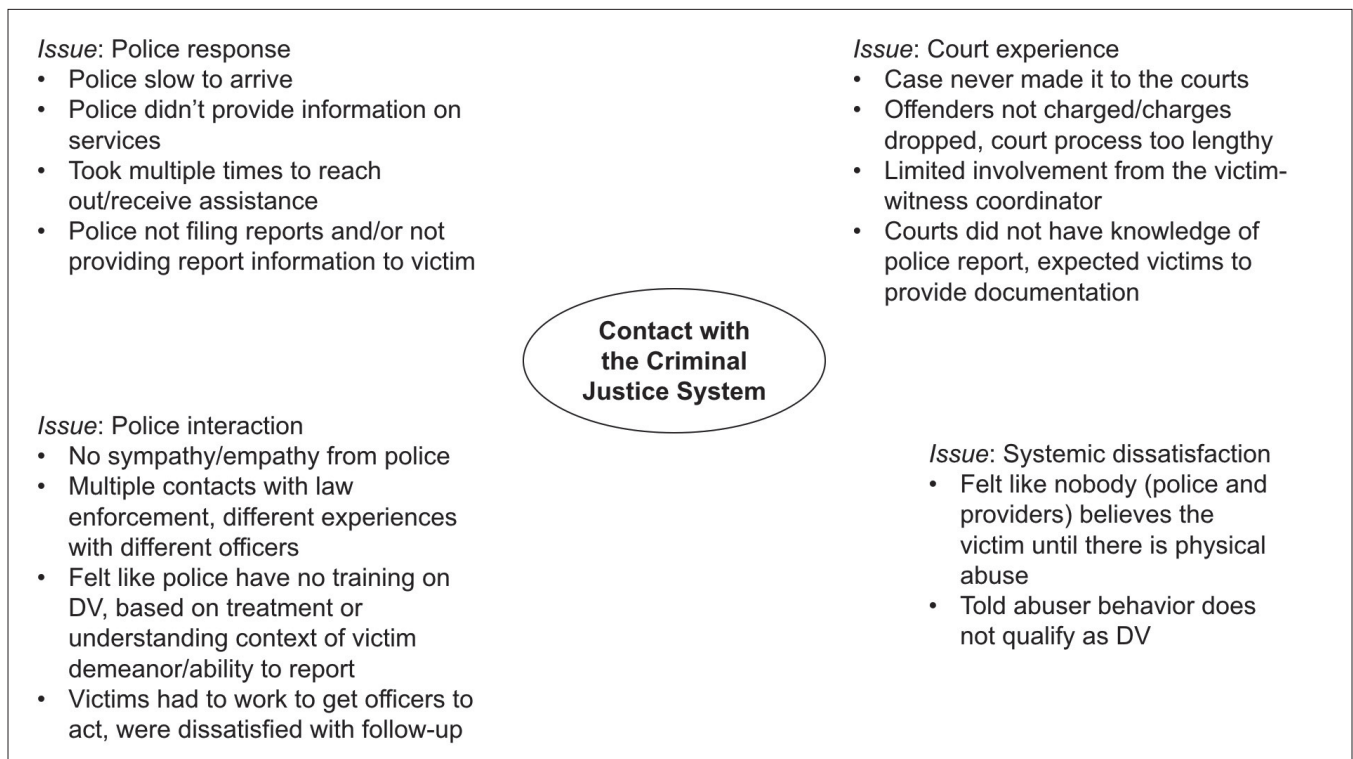 Issue: Police response
• Police slow to arrive
• Police didn't provide information on
services
• Took multiple times to reach
out/receive assistance
• Police not filing reports and/or not
providing report information to victim
Issue: Court experience
• Case never made it to the courts
• Offenders not charged/charges
dropped, court process too lengthy
• Limited involvement from the victim-
witness coordinator
• Courts did not have knowledge of
police report, expected victims to
provide documentation
Contact with
the Criminal
Justice System
Issue: Police interaction
• No sympathy/empathy from police
• Multiple contacts with law
enforcement, different experiences
with different officers
• Felt like police have no training on
DV, based on treatment or
understanding context of victim
demeanor/ability to report
• Victims had to work to get officers to
act, were dissatisfied with follow-up
Issue: Systemic dissatisfaction
• Felt like nobody (police and
providers) believes the
victim until there is physical
abuse
• Told abuser behavior does
not qualify as DV